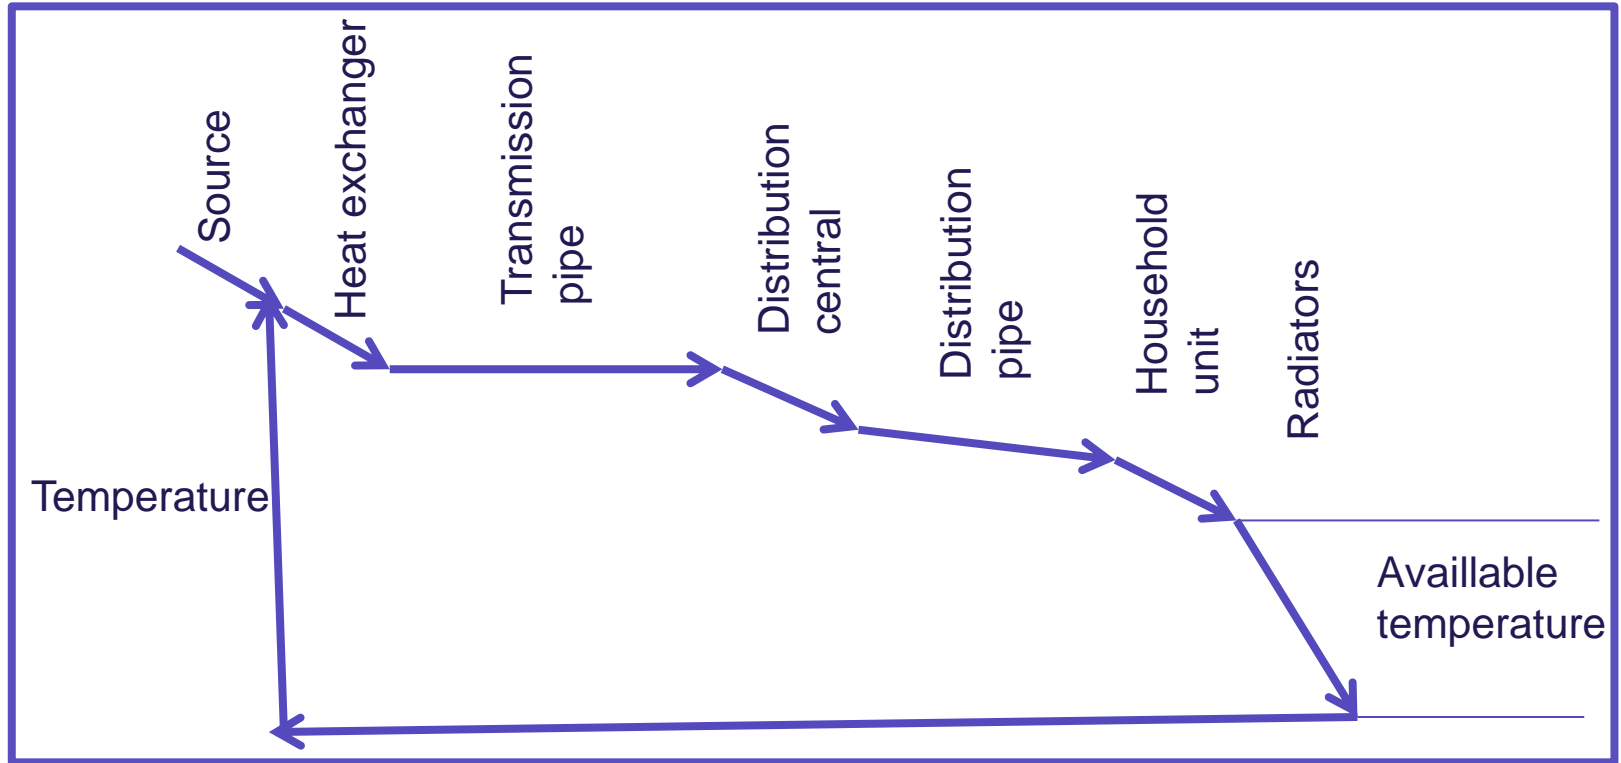 Source
Heat exchanger
Transmission
pipe
Distribution
central
Distribution
pipe
Household
unit
Radiators
Temperature
Availlable
temperature